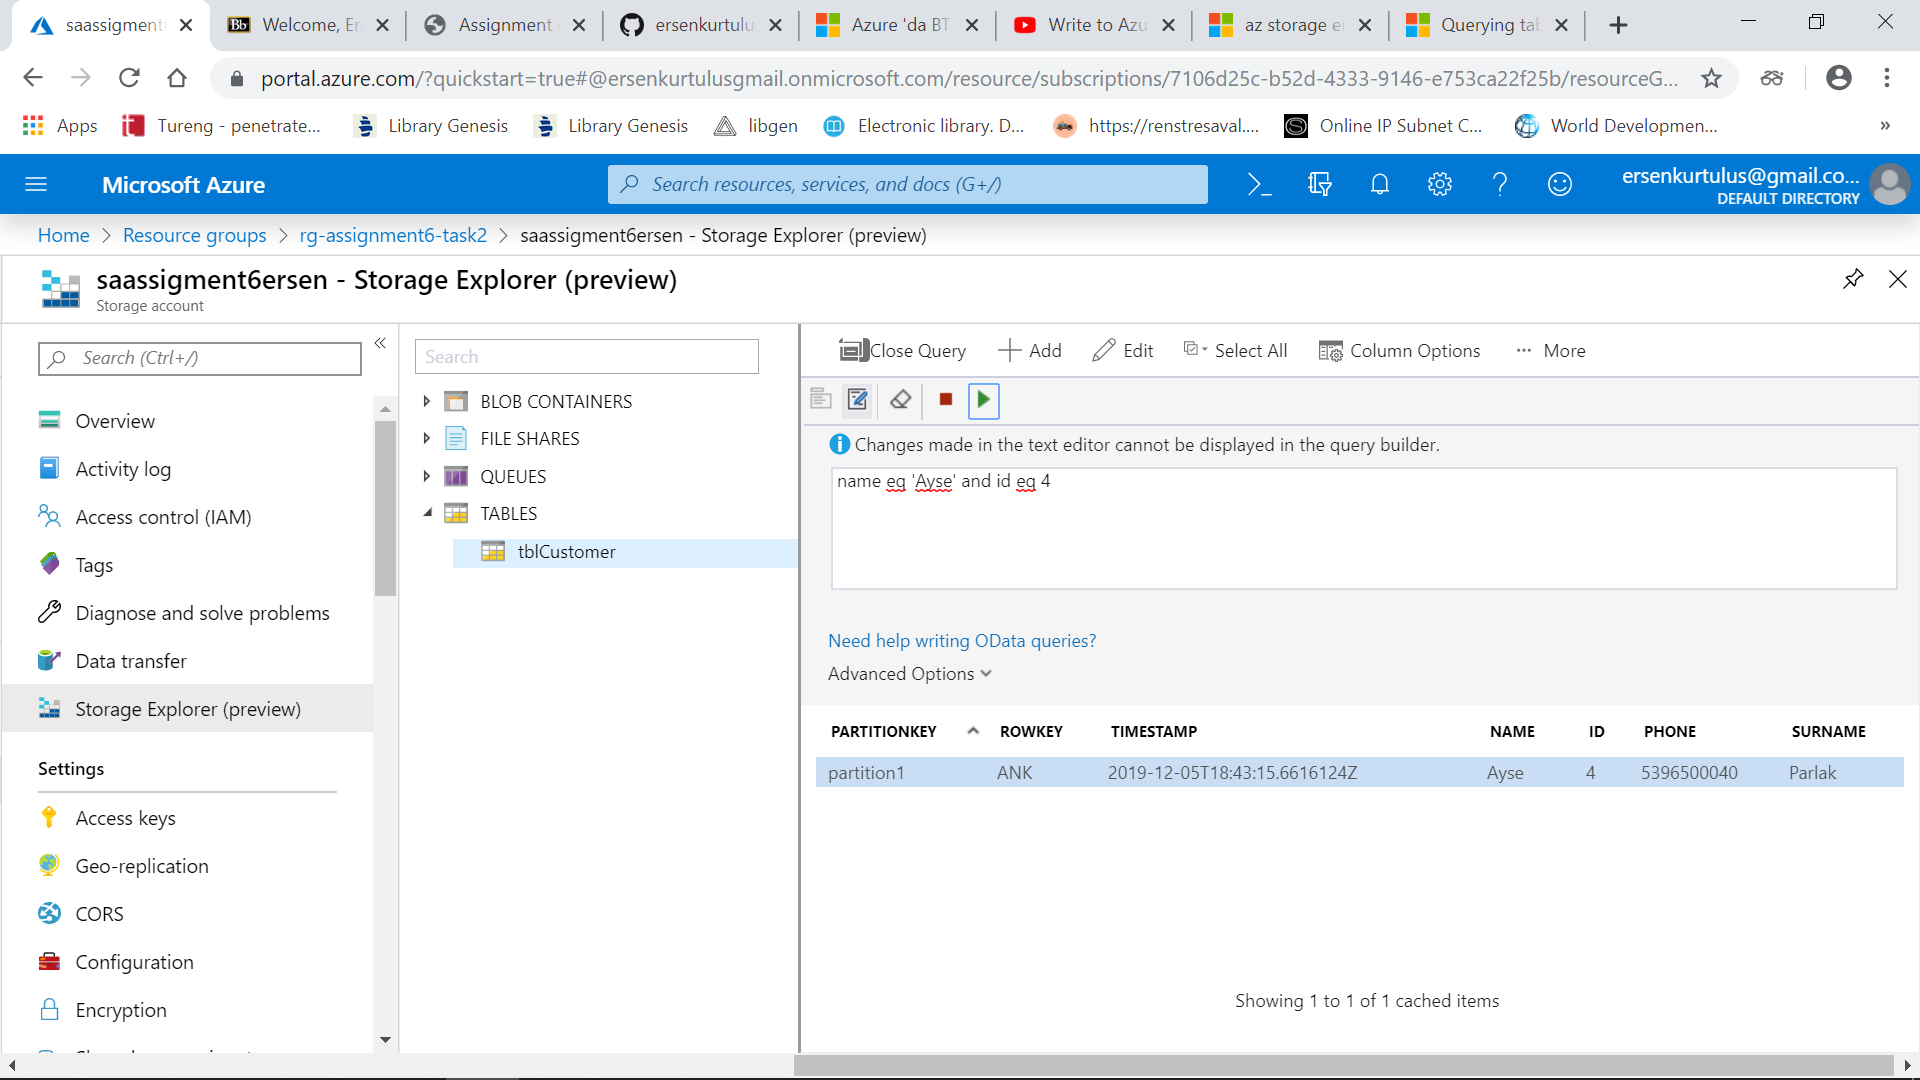 saassigment
Welcome, Er
Assignment
ersenkurtulu
Azure 'da BT
Write to Azu
az storage e
Querying tab
portal.azure.com/?quickstart=true#@ersenkurtulusgmail.onmicrosoft.com/resource/subscriptions/7106d25c-b52d-4333-9146-e753ca22f25b/resourceG...
Apps
Tureng - penetrate...
Library Genesis
Library Genesis
libgen
Electronic library. D...
https://renstresaval....
Online IP Subnet C...
World Developmen...
»
Microsoft Azure
Search resources, services, and docs (G+/)
ersenkurtulus@gmail.co...
DEFAULT DIRECTORY
Home > Resource groups > rg-assignment6-task2 > saassigment6ersen - Storage Explorer (preview)
saassigment6ersen - Storage Explorer (preview)
Storage account
Search (Ctrl+/)
«
Overview
Activity log
Access control (IAM)
Tags
Diagnose and solve problems
Data transfer
Storage Explorer (preview)
Settings
Access keys
Geo-replication
CORS
Configuration
Encryption
Search
BLOB CONTAINERS
FILE SHARES
QUEUES
TABLES
tblCustomer
Close Query
Add
Edit
Select All
Column Options
... More
Changes made in the text editor cannot be displayed in the query builder.
name eq 'Ayse' and id eq 4
Need help writing OData queries?
Advanced Options
PARTITIONKEY ROWKEY TIMESTAMP NAME ID PHONE SURNAME
partition1 ANK 2019-12-05T18:43:15.6616124Z Ayse 4 5396500040 Parlak
Showing 1 to 1 of 1 cached items